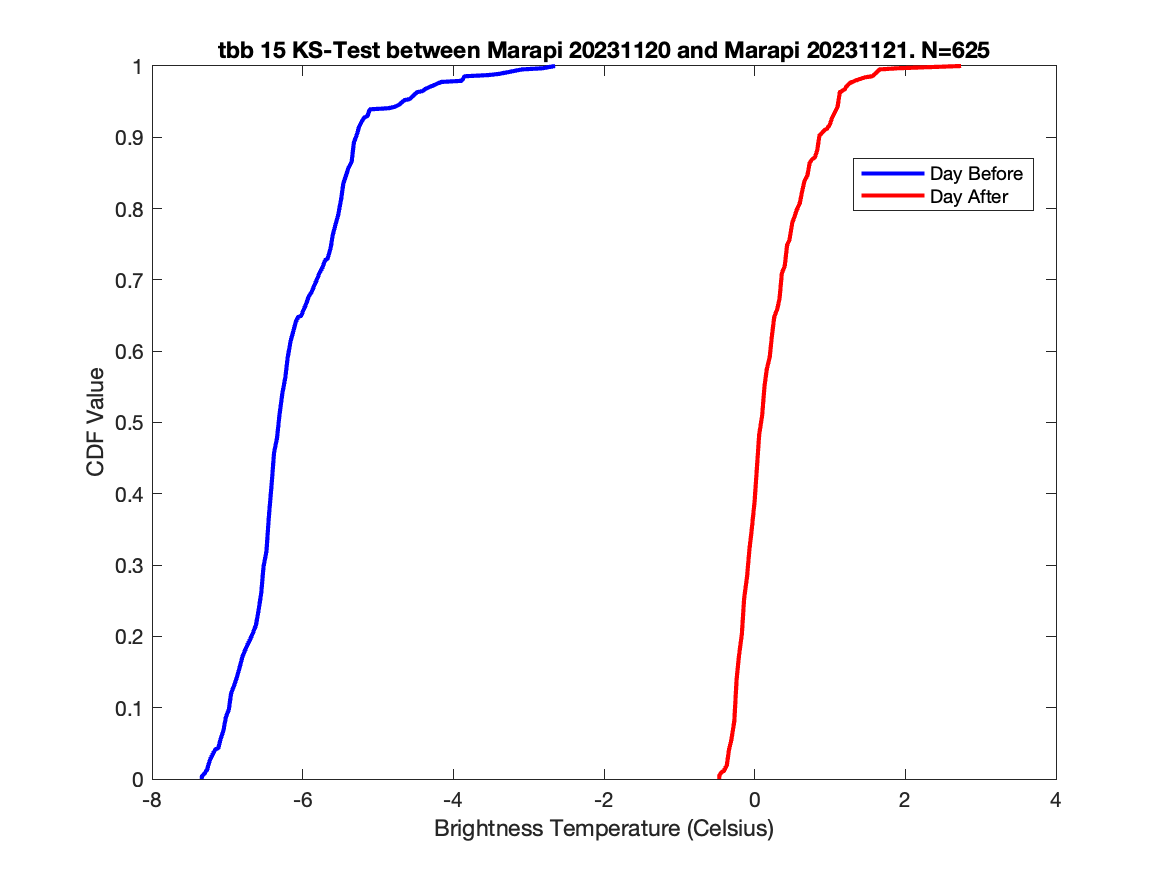 tbb 15 KS-Test between Marapi 20231120 and Marapi 20231121. N=625
1
0.9
0.8
0.7
0.6
0.5
0.4
0.3
0.2
0.1
0
CDF Value
Day Before
Day After
-8 -6 -4 -2 0 2 4
Brightness Temperature (Celsius)